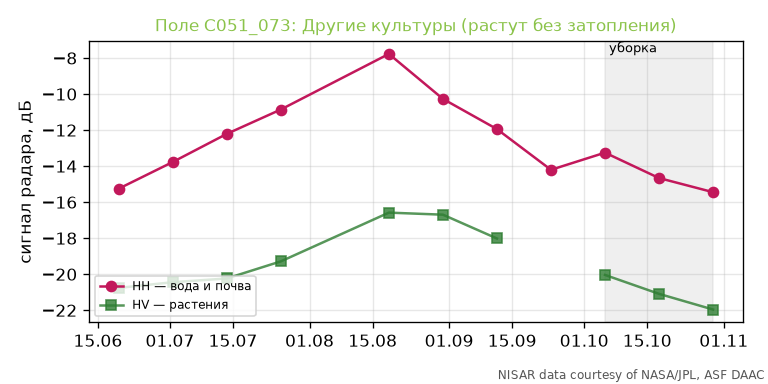 Поле C051_073: Другие культуры (растут без затопления)
уборка
сигнал радара, дБ
−8
−10
−12
−14
−16
−18
−20
−22
HH — вода и почва
HV — растения
15.06 01.07 15.07 01.08 15.08 01.09 15.09 01.10 15.10 01.11
NISAR data courtesy of NASA/JPL, ASF DAAC